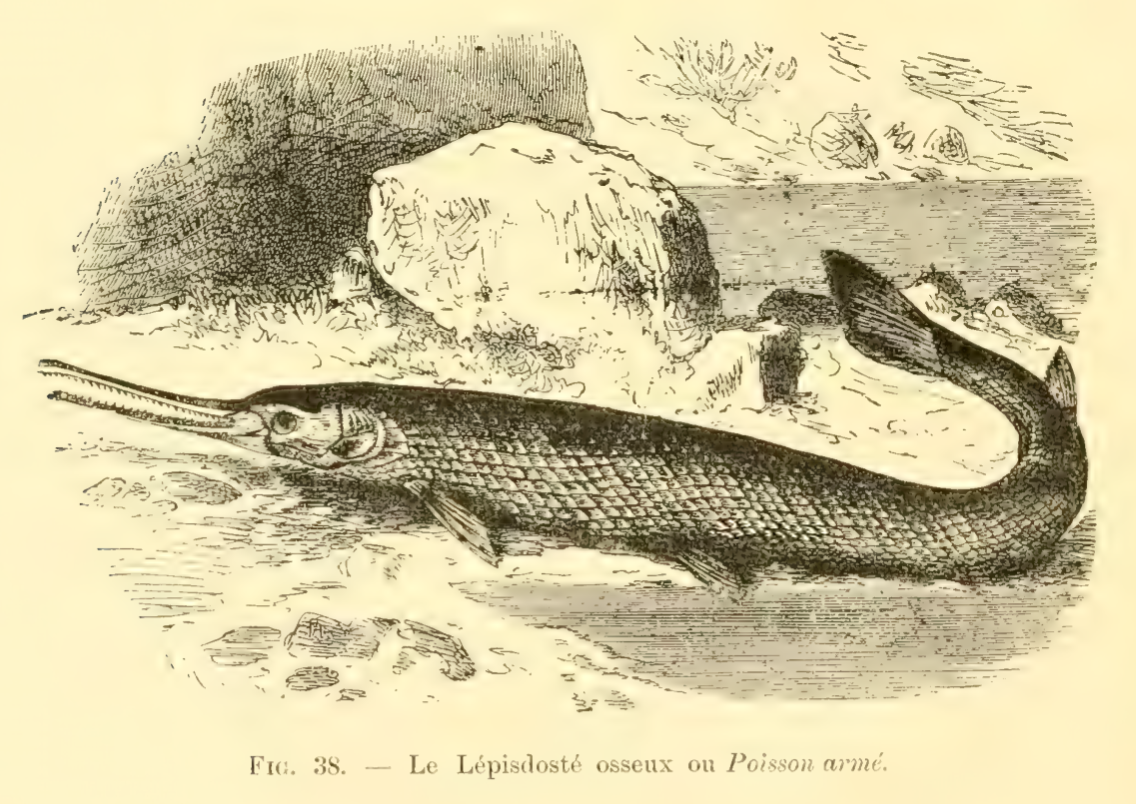 FIG. 38. — Le Lépisdosté osseux ou Poisson armé.